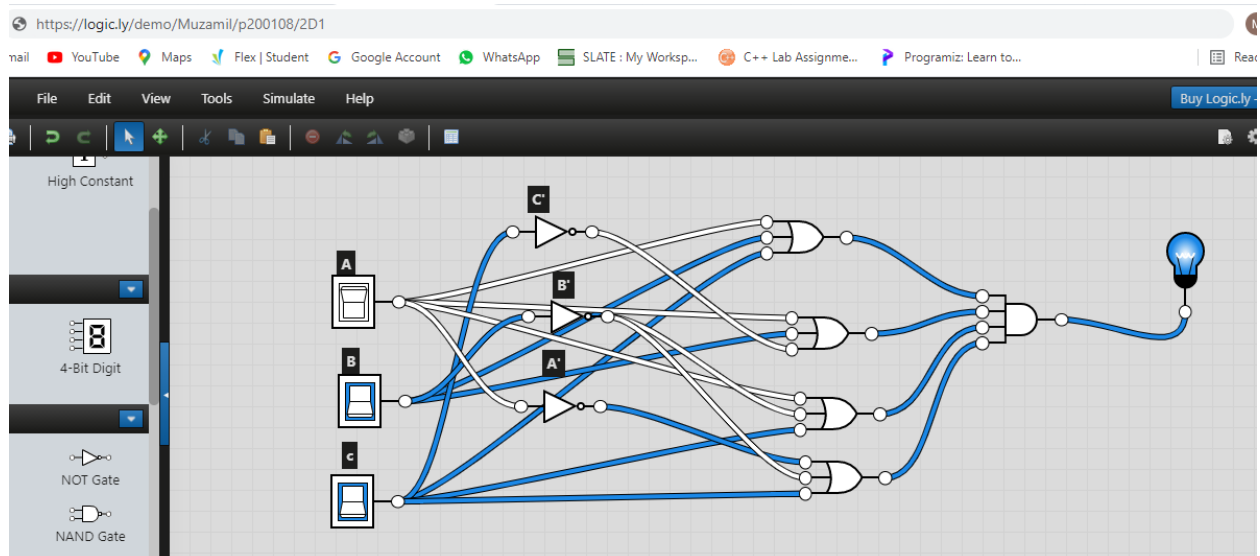 https://logic.ly/demo/Muzamil/p200108/2D1
mail YouTube Maps Flex | Student Google Account WhatsApp SLATE : My Worksp... C++ Lab Assignme... Programiz: Learn to... Read
File Edit View Tools Simulate Help Buy Logic.ly
High Constant
4-Bit Digit
NOT Gate
NAND Gate
C'
A
B'
B
A'
c